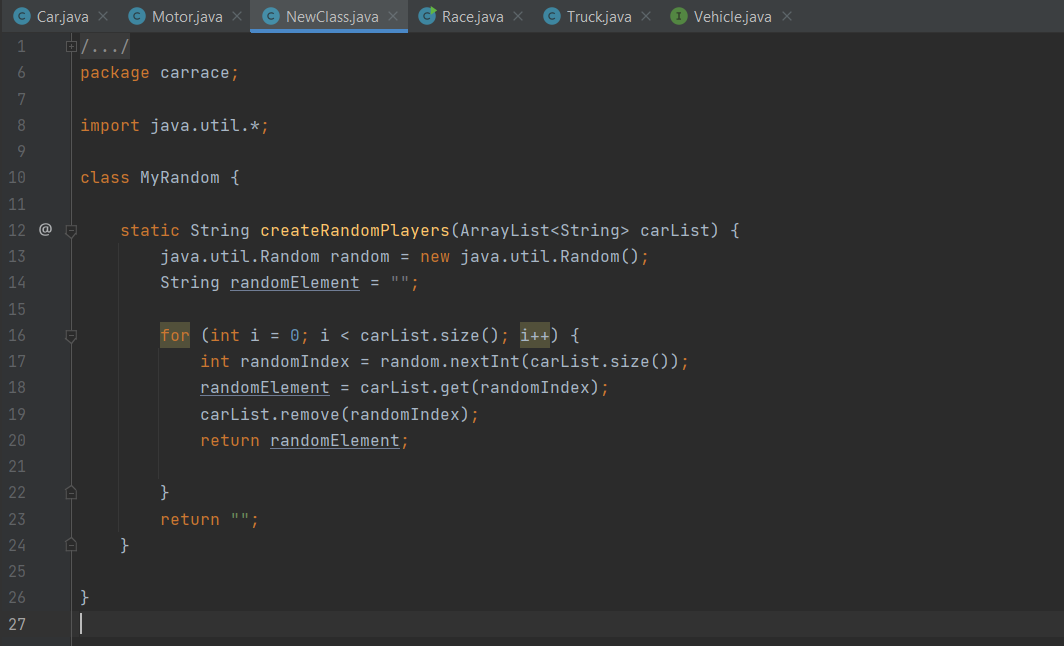 Car.java Motor.java NewClass.java Race.java Truck.java Vehicle.java
1 /.../
6 package carrace;
7
8 import java.util.*;
9
10 class MyRandom {
11
12 @ static String createRandomPlayers(ArrayList<String> carList) {
13 java.util.Random random = new java.util.Random();
14 String randomElement = "";
15
16 for (int i = 0; i < carList.size(); i++) {
17 int randomIndex = random.nextInt(carList.size());
18 randomElement = carList.get(randomIndex);
19 carList.remove(randomIndex);
20 return randomElement;
21
22 }
23 return "";
24 }
25
26 }
27